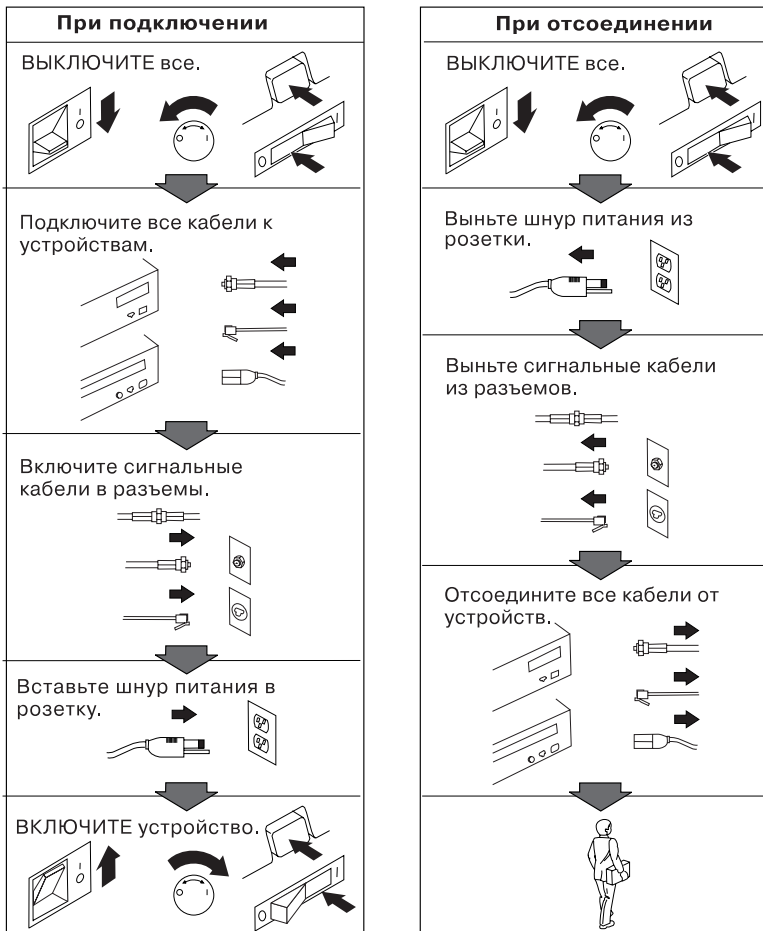 При подключении
ВЫКЛЮЧИТЕ все.
Подключите все кабели к
устройствам.
Включите сигнальные
кабели в разъемы.
Вставьте шнур питания в
розетку.
ВКЛЮЧИТЕ устройство.
При отсоединении
ВЫКЛЮЧИТЕ все.
Выньте шнур питания из
розетки.
Выньте сигнальные кабели
из разъемов.
Отсоедините все кабели от
устройств.